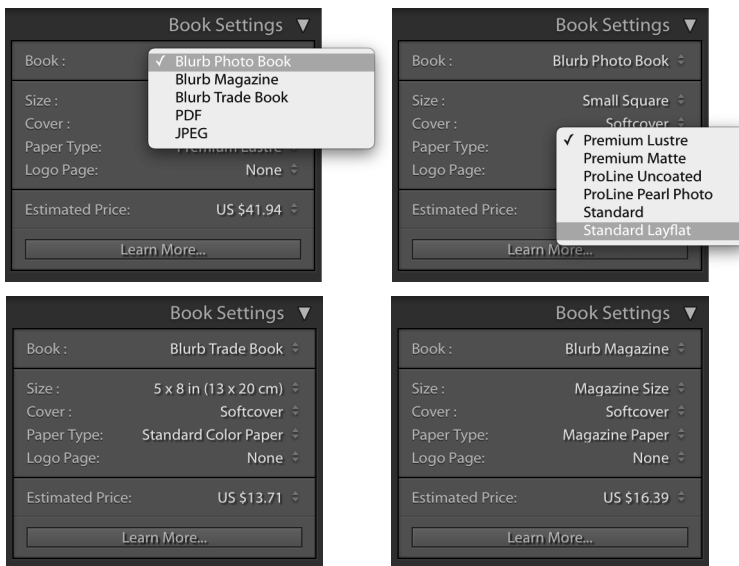 Book Settings ▼
Book :
✓ Blurb Photo Book
Blurb Magazine
Blurb Trade Book
PDF
JPEG
Size :
Cover :
Paper Type: Premium Lustre
Logo Page: None
Estimated Price: US $41.94
Learn More...
Book Settings ▼
Book : Blurb Photo Book
Size : Small Square
Cover : Softcover
Paper Type:
✓ Premium Lustre
Premium Matte
ProLine Uncoated
ProLine Pearl Photo
Standard
Standard Layflat
Logo Page:
Estimated Price:
Learn More...
Book Settings ▼
Book : Blurb Trade Book
Size : 5 x 8 in (13 x 20 cm)
Cover : Softcover
Paper Type: Standard Color Paper
Logo Page: None
Estimated Price: US $13.71
Learn More...
Book Settings ▼
Book : Blurb Magazine
Size : Magazine Size
Cover : Softcover
Paper Type: Magazine Paper
Logo Page: None
Estimated Price: US $16.39
Learn More...